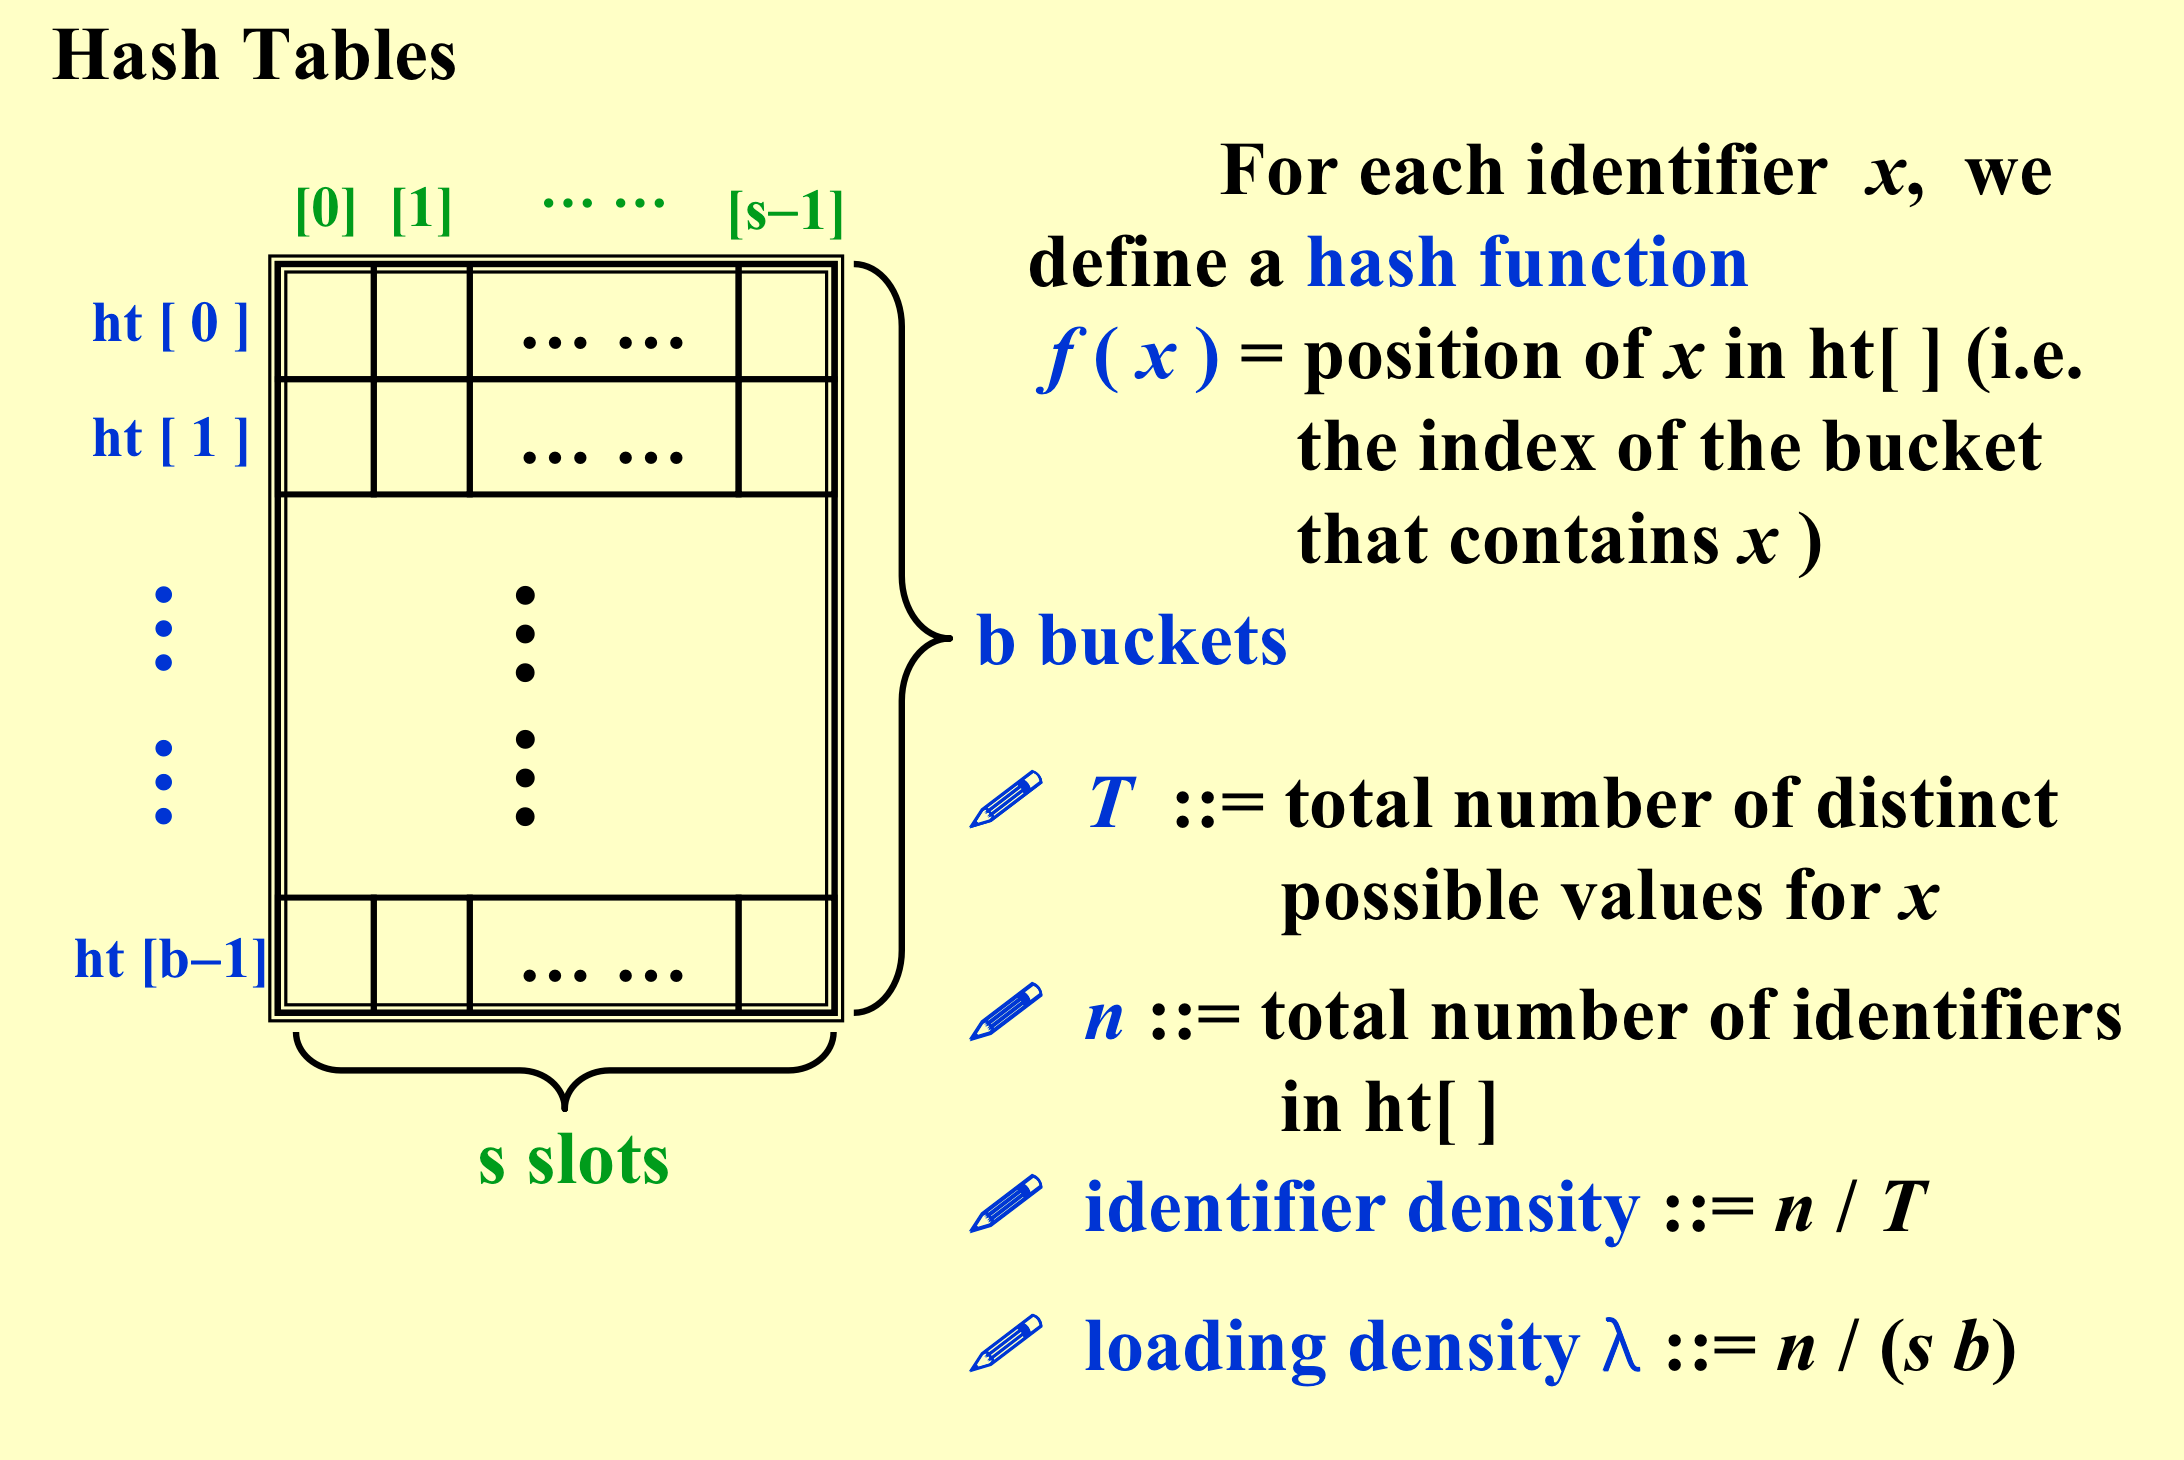 Hash Tables
[0] [1] … … [s−1]
ht [ 0 ] … …
ht [ 1 ] … …
ht [b−1] … …
s slots
b buckets
For each identifier x, we
define a hash function
f ( x ) = position of x in ht[ ] (i.e.
the index of the bucket
that contains x )
T ::= total number of distinct
possible values for x
n ::= total number of identifiers
in ht[ ]
identifier density ::= n / T
loading density λ ::= n / (s b)